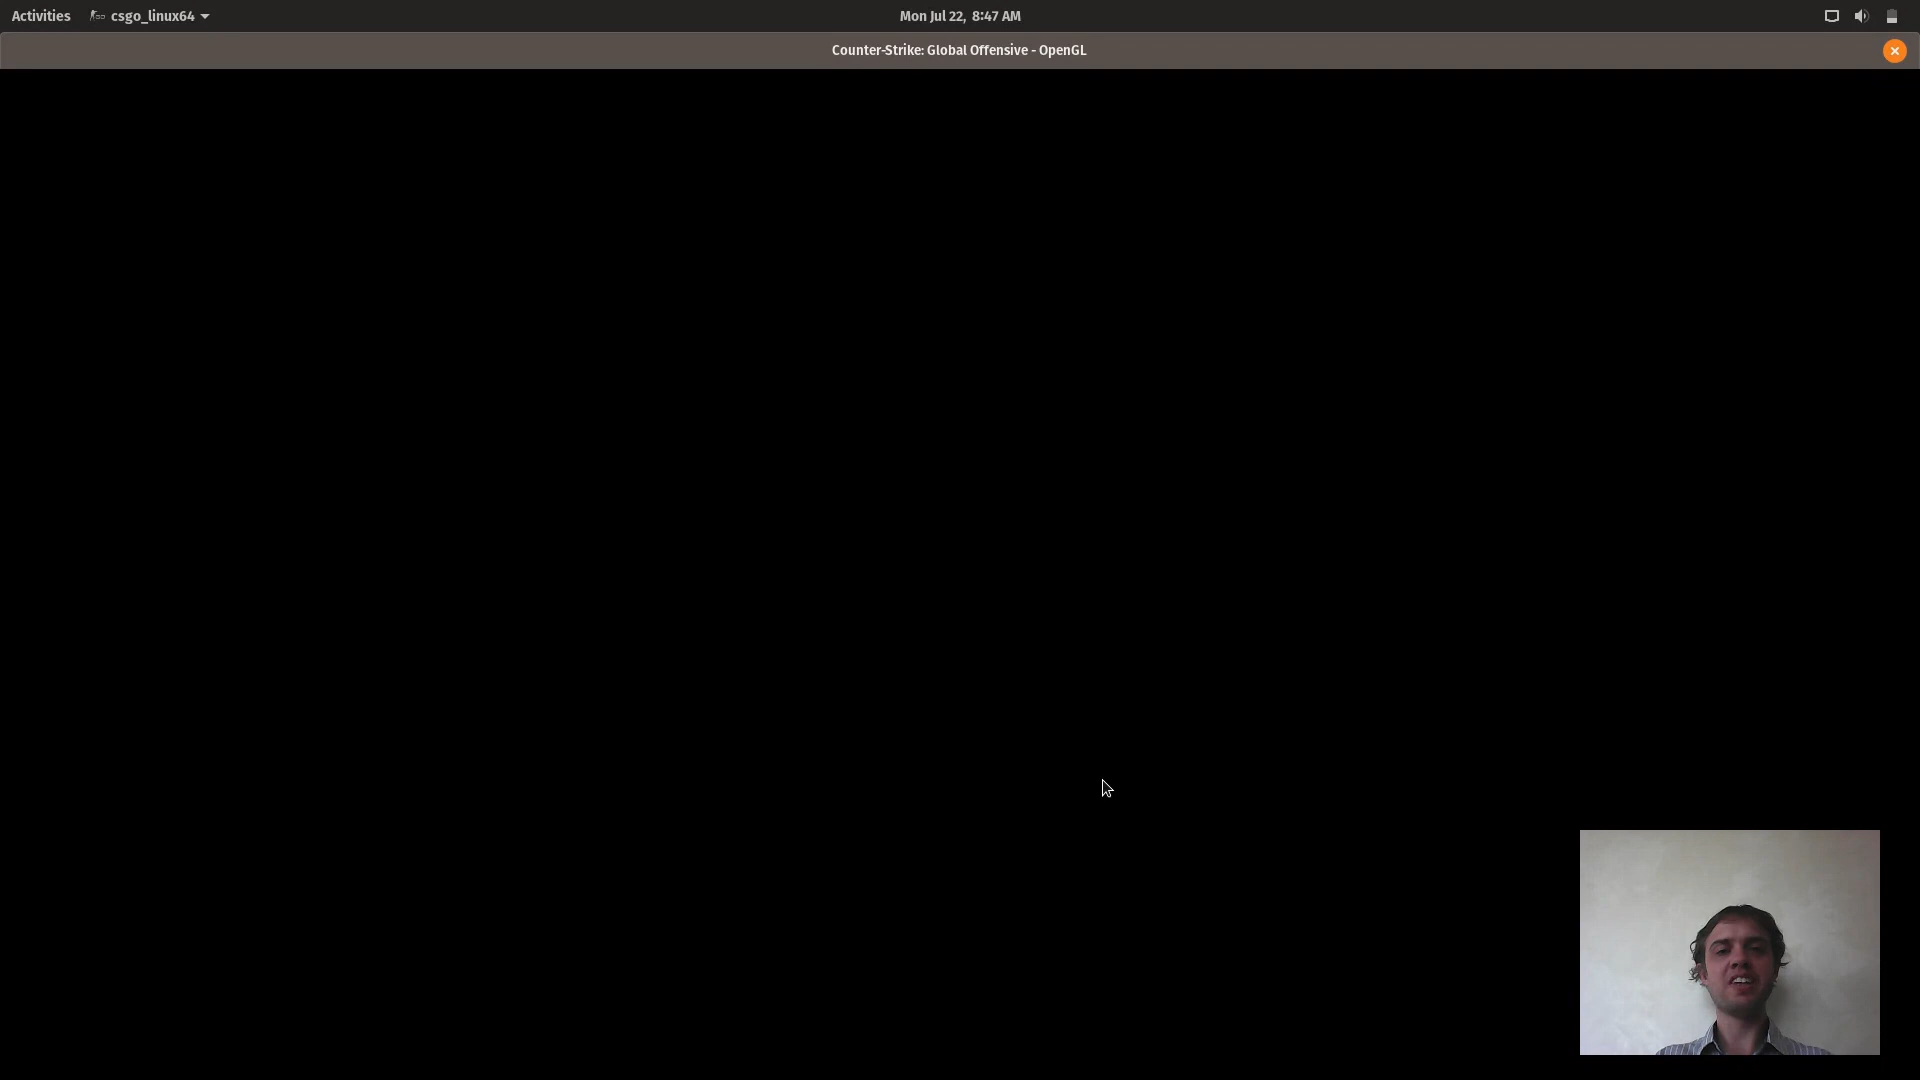 Activities csgo_linux64 Mon Jul 22, 8:47 AM
Counter-Strike: Global Offensive - OpenGL